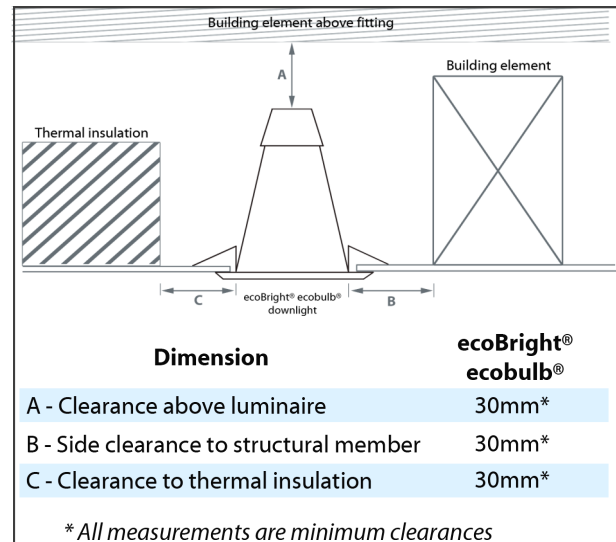 Building element above fitting
A
Building element
Thermal insulation
C
ecoBright® ecobulb®
downlight
B
Dimension
ecoBright®
ecobulb®
A - Clearance above luminaire 30mm*
B - Side clearance to structural member 30mm*
C - Clearance to thermal insulation 30mm*
* All measurements are minimum clearances